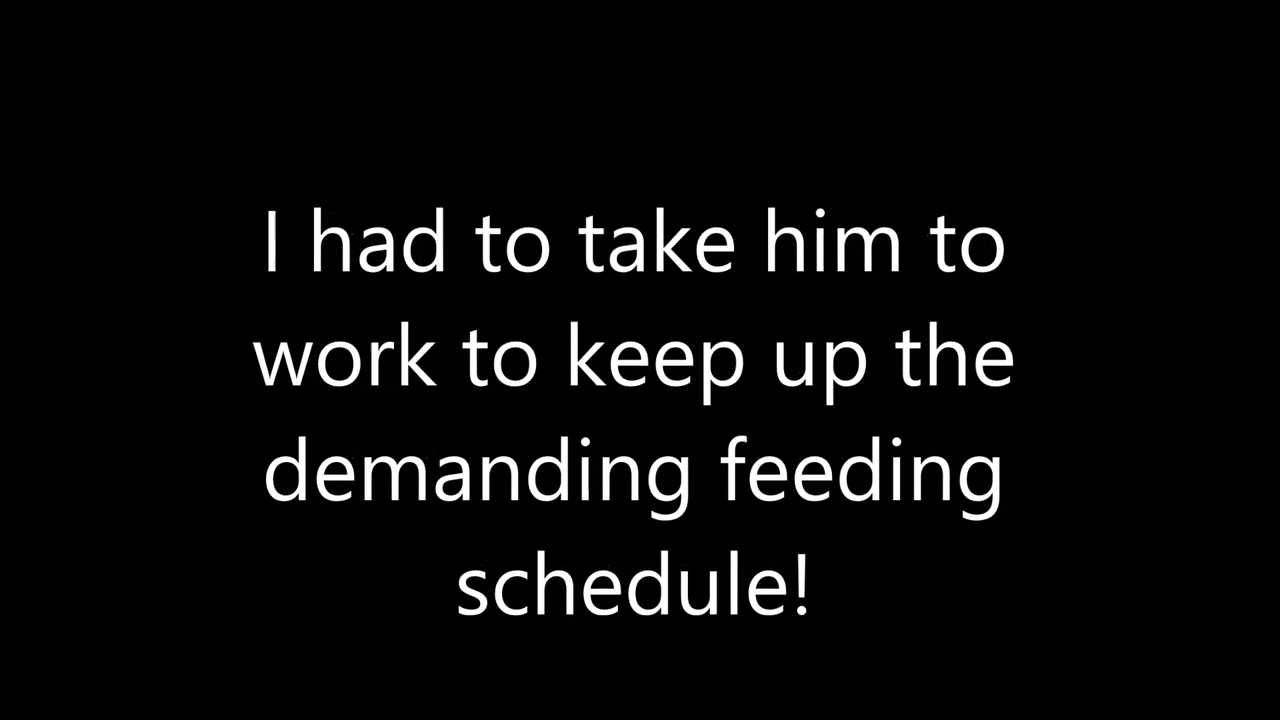 I had to take him to
work to keep up the
demanding feeding
schedule!